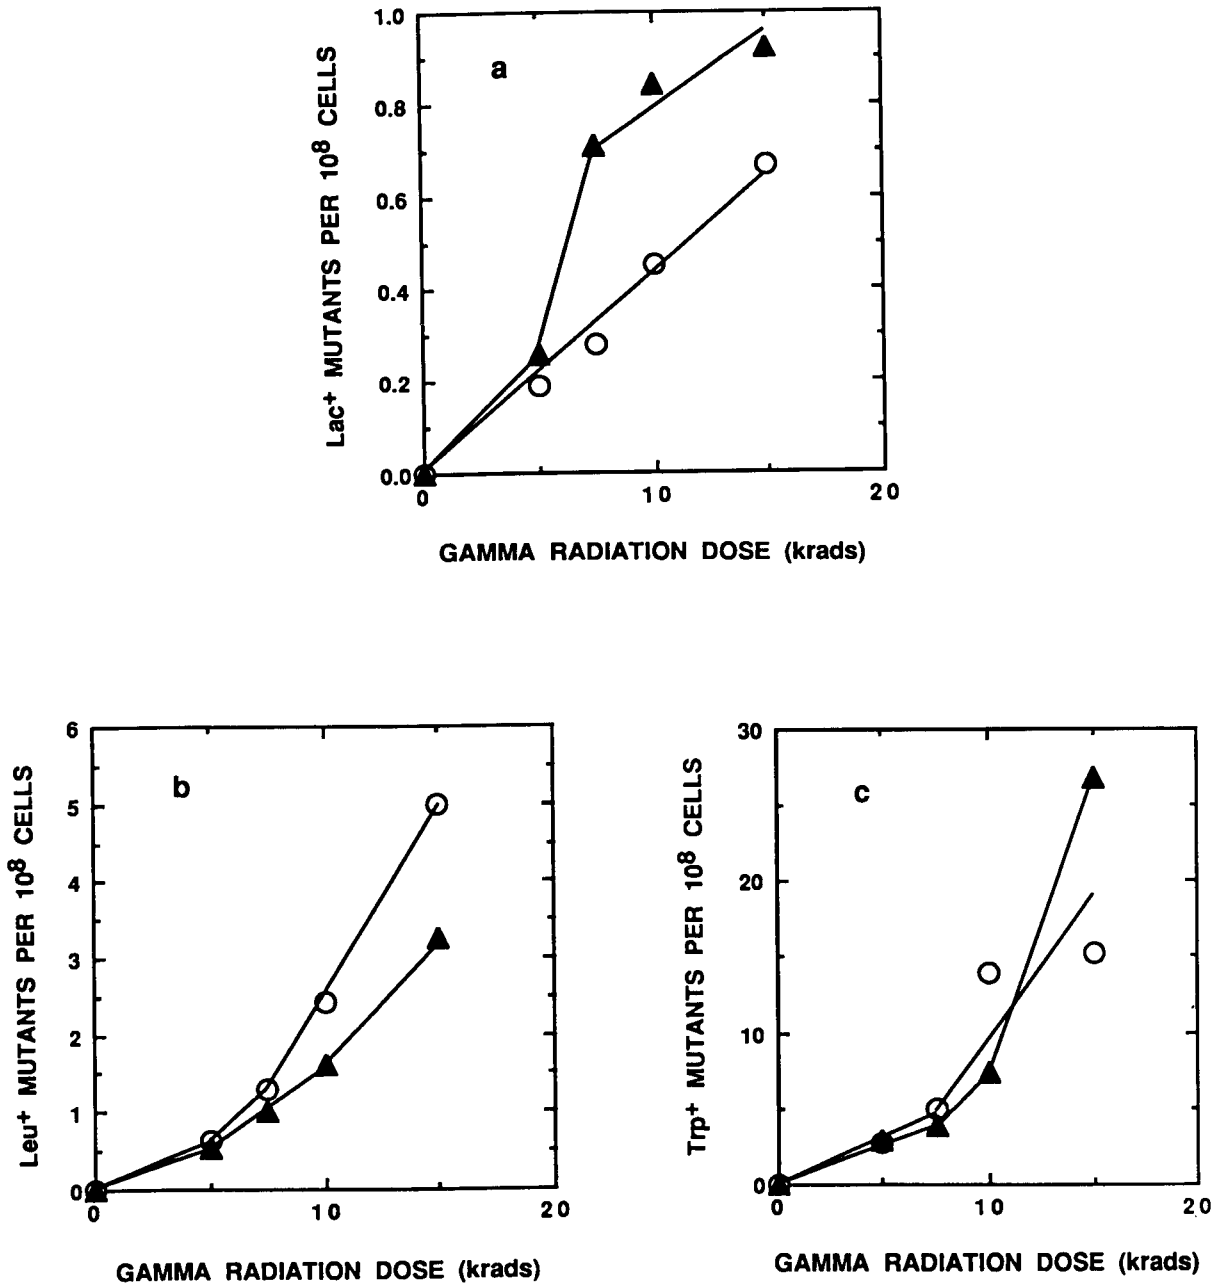 a
Lac+ MUTANTS PER 10^8 CELLS
1.0
0.8
0.6
0.4
0.2
0.0
0 10 20
GAMMA RADIATION DOSE (krads)
b
Leu+ MUTANTS PER 10^8 CELLS
6
5
4
3
2
1
0
0 10 20
GAMMA RADIATION DOSE (krads)
c
Trp+ MUTANTS PER 10^8 CELLS
30
20
10
0
0 10 20
GAMMA RADIATION DOSE (krads)